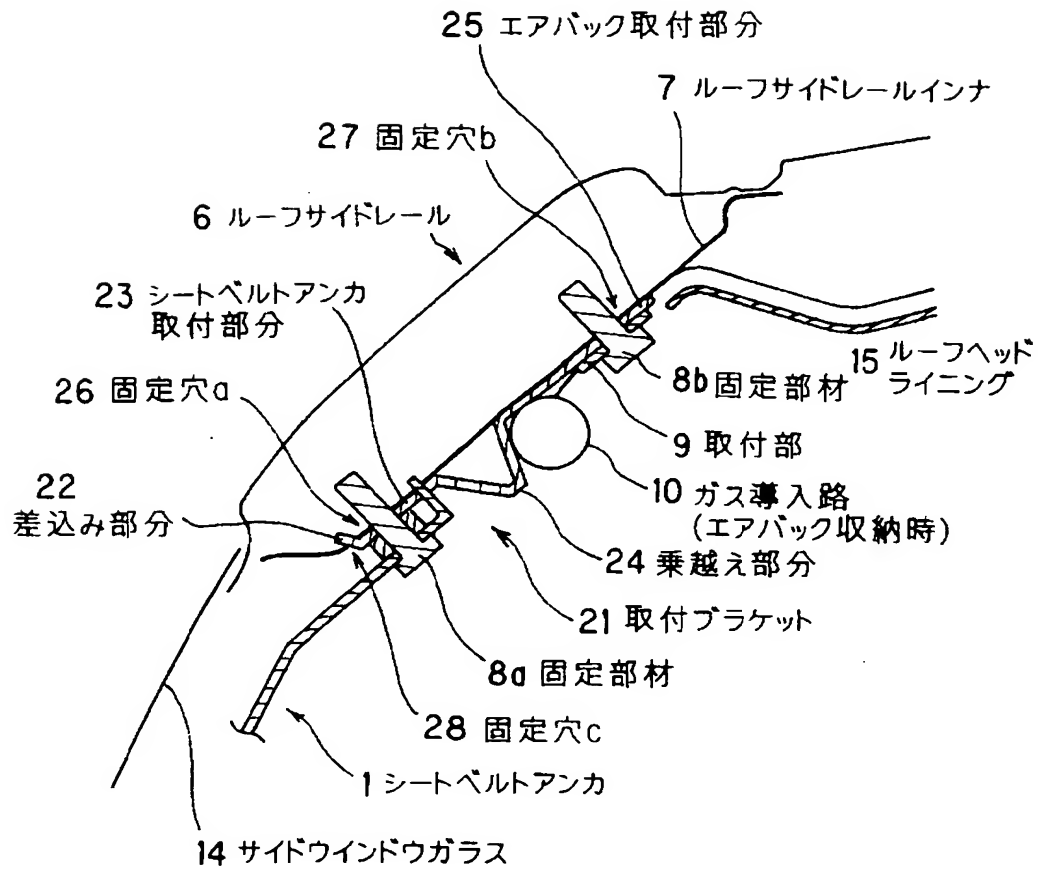 25 エアバック取付部分
7 ルーフサイドレールインナ
27 固定穴b
6 ルーフサイドレール
23 シートベルトアンカ
取付部分
15 ルーフヘッド
ライニング
8b固定部材
26 固定穴a
9 取付部
22
差込み部分
10 ガス導入路
(エアバック収納時)
24 乗越え部分
21 取付ブラケット
8a 固定部材
28 固定穴c
1 シートベルトアンカ
14 サイドウインドウガラス